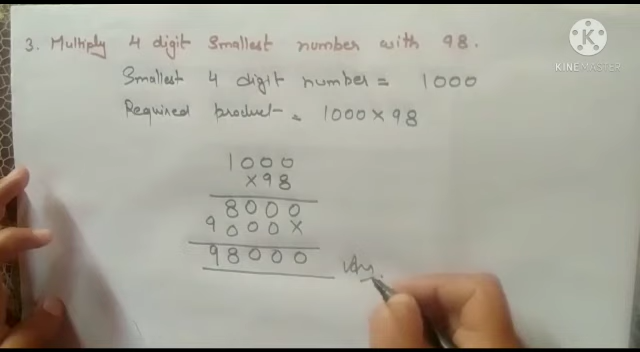 3. Multiply 4 digit smallest number with 98.
Smallest 4 digit number = 1000
Required product = 1000 × 98
1000
×98
8000
9000×
98000 Ans.
KINEMASTER